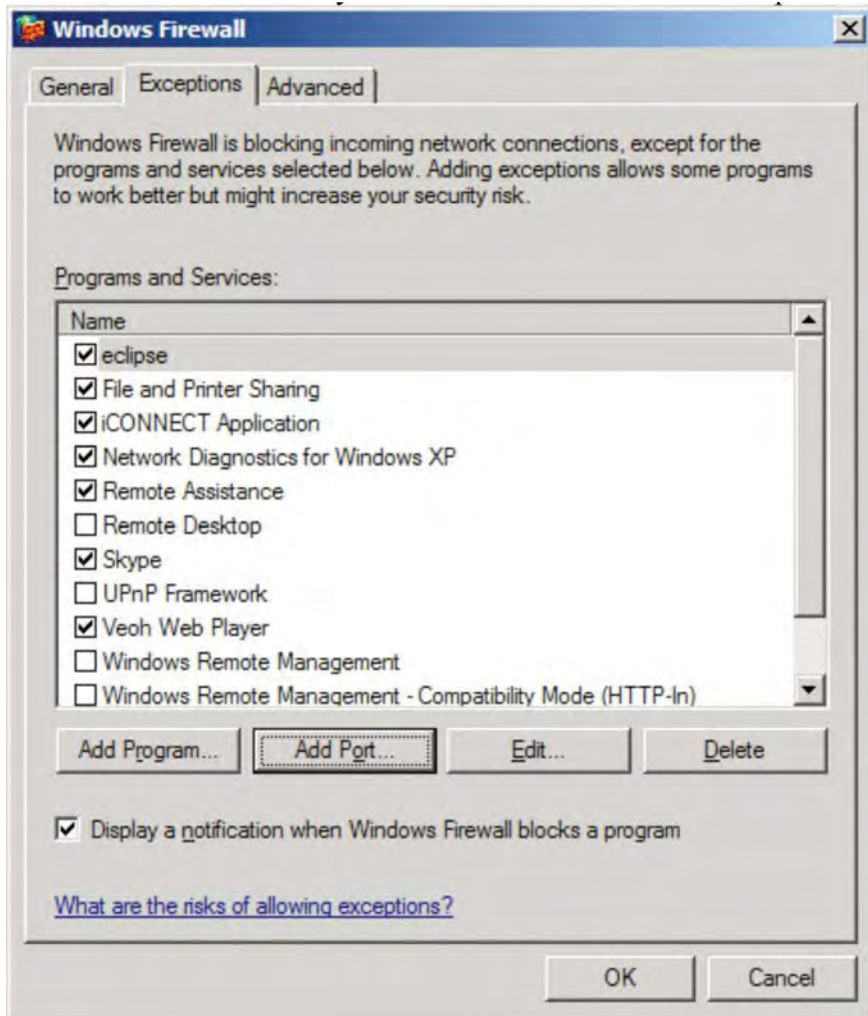 Windows Firewall
General
Exceptions
Advanced
Windows Firewall is blocking incoming network connections, except for the
programs and services selected below. Adding exceptions allows some programs
to work better but might increase your security risk.
Programs and Services:
Name
eclipse
File and Printer Sharing
iCONNECT Application
Network Diagnostics for Windows XP
Remote Assistance
Remote Desktop
Skype
UPnP Framework
Veoh Web Player
Windows Remote Management
Windows Remote Management - Compatibility Mode (HTTP-In)
Add Program...
Add Port...
Edit...
Delete
Display a notification when Windows Firewall blocks a program
What are the risks of allowing exceptions?
OK
Cancel